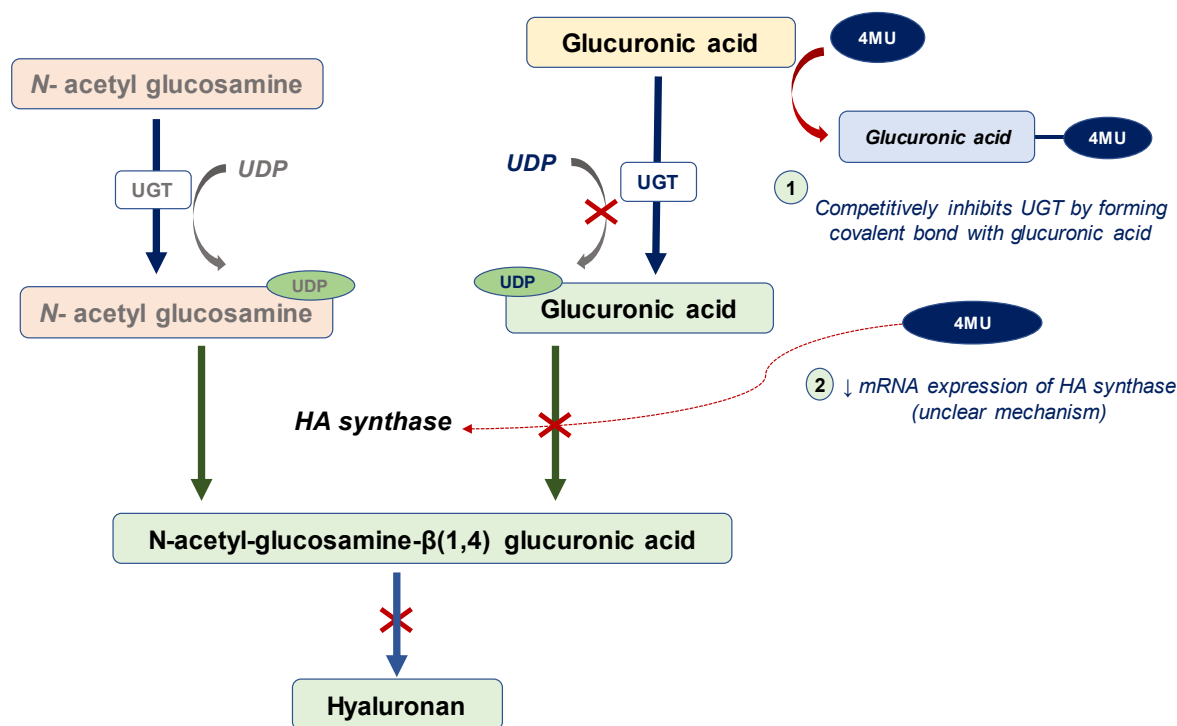 Glucuronic acid
4MU
N- acetyl glucosamine
Glucuronic acid
4MU
UDP
UGT
UDP
UGT
1
Competitively inhibits UGT by forming
covalent bond with glucuronic acid
UDP
N- acetyl glucosamine
UDP
Glucuronic acid
4MU
2 ↓ mRNA expression of HA synthase
(unclear mechanism)
HA synthase
N-acetyl-glucosamine-β(1,4) glucuronic acid
Hyaluronan